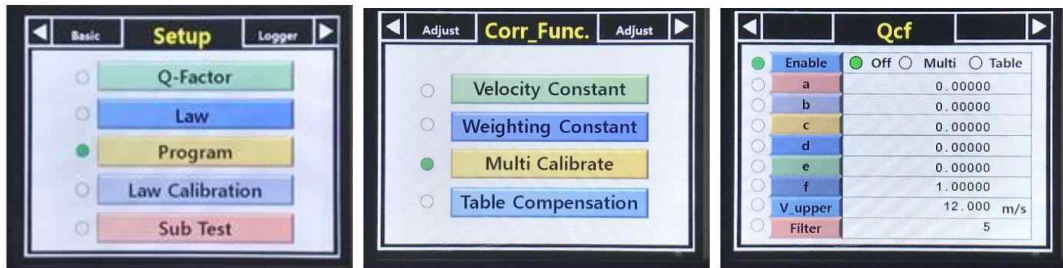 Basic Setup Logger
Q-Factor
Law
Program
Law Calibration
Sub Test
Adjust Corr_Func. Adjust
Velocity Constant
Weighting Constant
Multi Calibrate
Table Compensation
Qcf
Enable Off Multi Table
a 0.00000
b 0.00000
c 0.00000
d 0.00000
e 0.00000
f 1.00000
V_upper 12.000 m/s
Filter 5